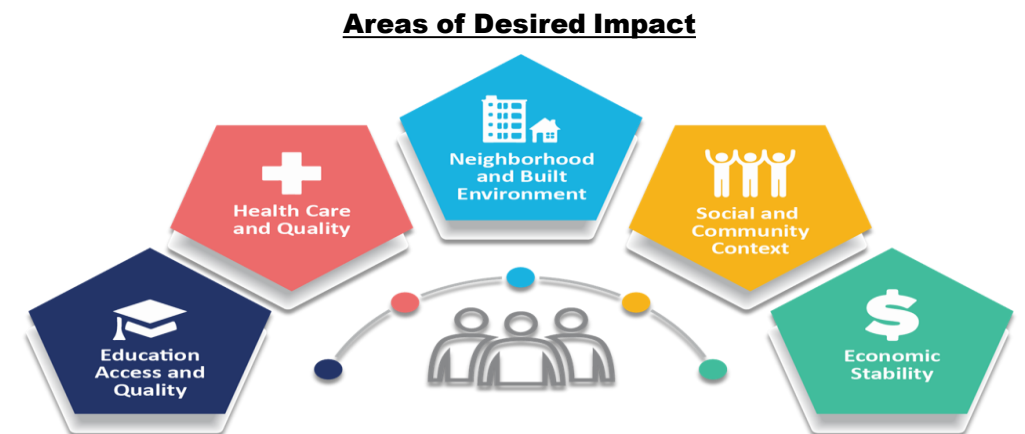 Areas of Desired Impact
Education
Access and
Quality
Health Care
and Quality
Neighborhood
and Built
Environment
Social and
Community
Context
Economic
Stability